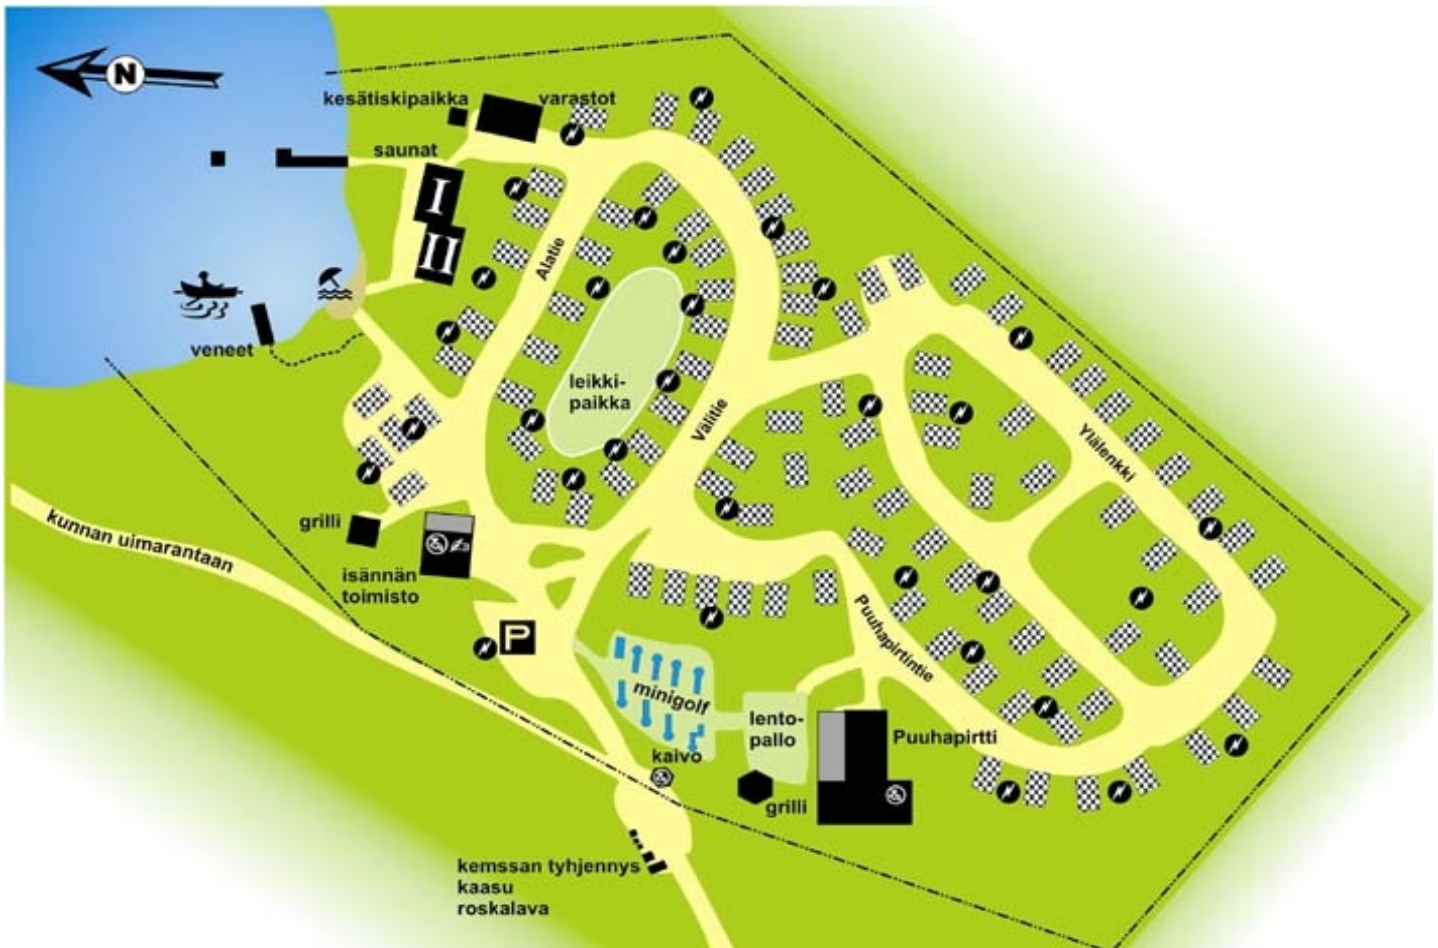 N
kesätiskipaikka
varastot
saunat
I
II
Alatie
veneet
leikki-
paikka
Välitie
Ylälenkki
kunnan uimarantaan
grilli
isännän
toimisto
P
Puuhapirtintie
minigolf
lento-
pallo
Puuhapirtti
kaivo
grilli
kemssan tyhjennys
kaasu
roskalava